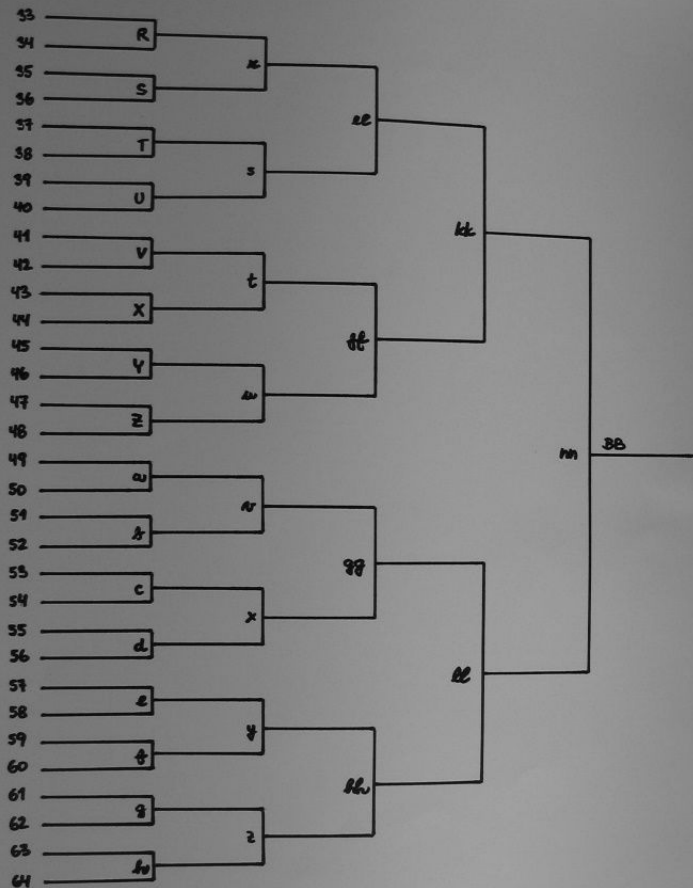 33
R
34
r
35
S
36
ee
37
T
38
s
39
U
40
kk
41
V
42
t
43
X
44
ff
45
Y
46
u
47
Z
48
nn BB
49
a
50
v
51
b
52
gg
53
c
54
x
55
d
56
ll
57
e
58
y
59
f
60
hh
61
g
62
z
63
h
64